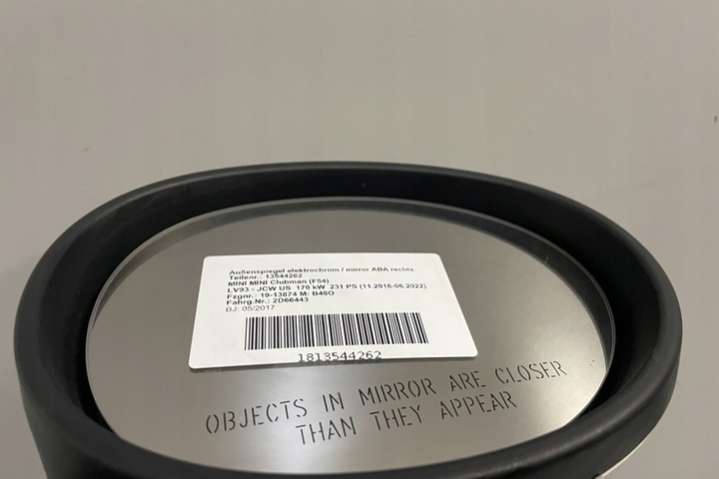 Außenspiegel elektrochrom / mirror ABA rechts
Teilenr.: 13544262
MINI MINI Clubman (F54)
LV93 - JCW US 170 kW 231 PS (11.2016-06.2022)
Fzgnr.: 19-13874 M: B48O
Fahrg.Nr.: 2D66443
BJ: 05/2017
1813544262
OBJECTS IN MIRROR ARE CLOSER
THAN THEY APPEAR